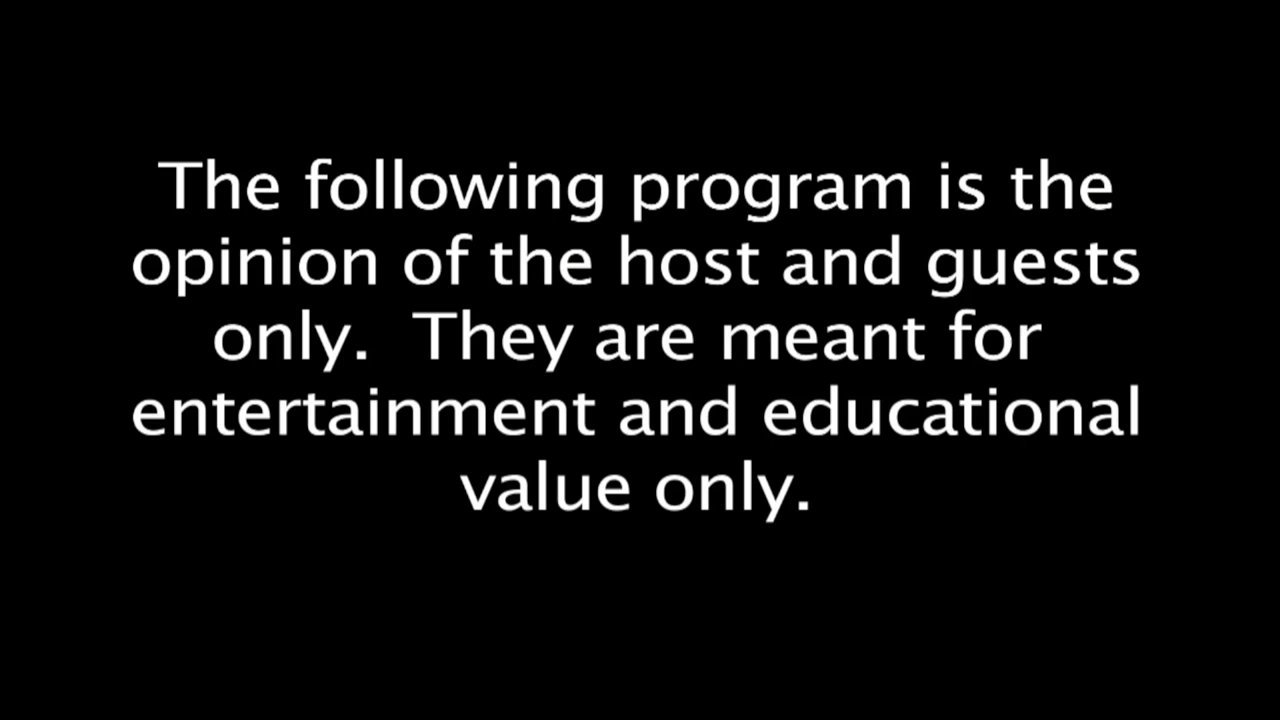 The following program is the
opinion of the host and guests
only.  They are meant for
entertainment and educational
value only.